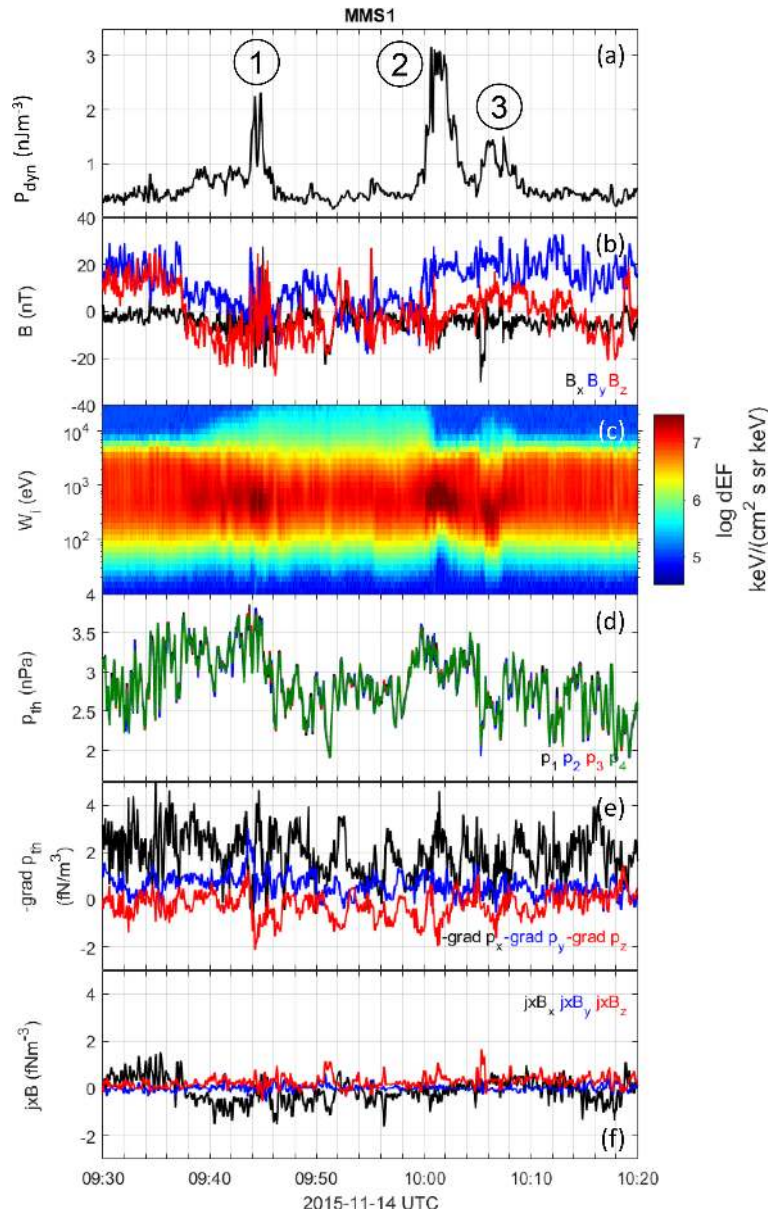 MMS1
(a)
1
2
3
3
2
1
P_dyn (nJm⁻³)
(b)
40
20
0
-20
-40
B (nT)
B_x B_y B_z
(c)
10⁴
10³
10²
W_i (eV)
7
6
5
log dEF
keV/(cm² s sr keV)
(d)
4
3.5
3
2.5
2
p_th (nPa)
p_1 p_2 p_3 p_4
(e)
4
2
0
-2
-grad p_th
(fN/m³)
-grad p_x -grad p_y -grad p_z
jxB_x jxB_y jxB_z
4
2
0
-2
jxB (fNm⁻³)
(f)
09:30 09:40 09:50 10:00 10:10 10:20
2015-11-14 UTC